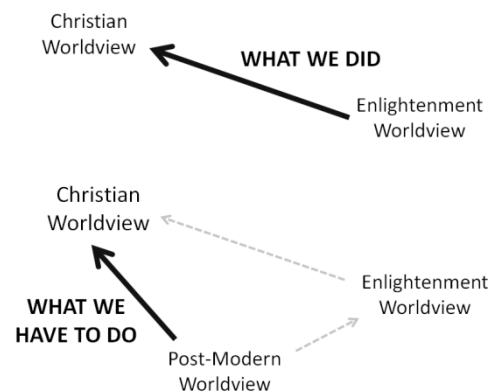 Christian
Worldview
WHAT WE DID
Enlightenment
Worldview
Christian
Worldview
Enlightenment
Worldview
WHAT WE
HAVE TO DO
Post-Modern
Worldview